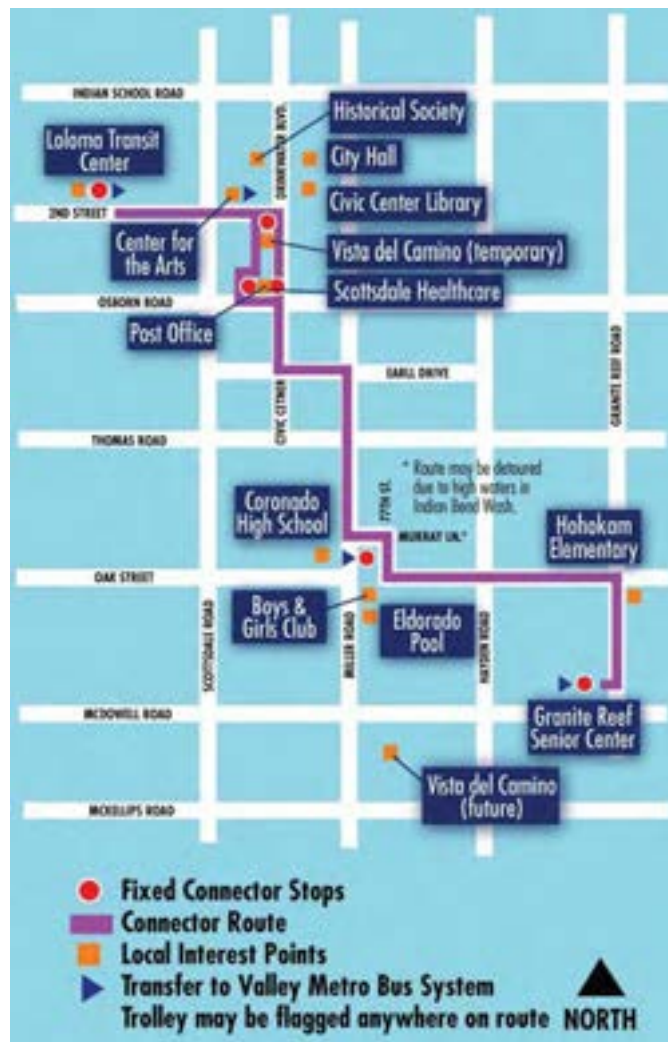 INDIAN SCHOOL ROAD
DRINKWATER BLVD.
Historical Society
Loloma Transit
Center
City Hall
2ND STREET
Civic Center Library
Center for
the Arts
Vista del Camino (temporary)
Scottsdale Healthcare
OSBORN ROAD
Post Office
GRANITE REEF ROAD
EARLL DRIVE
CIVIC CETNER
THOMAS ROAD
* Route may be detoured
due to high waters in
Indian Bend Wash.
77TH ST.
Coronado
High School
MURRAY LN.*
Hohokam
Elementary
OAK STREET
Boys &
Girls Club
Eldorado
Pool
SCOTTSDALE ROAD
MILLER ROAD
HAYDEN ROAD
MCDOWELL ROAD
Granite Reef
Senior Center
Vista del Camino
(future)
MCKELLIPS ROAD
Fixed Connector Stops
Connector Route
Local Interest Points
Transfer to Valley Metro Bus System
Trolley may be flagged anywhere on route
NORTH